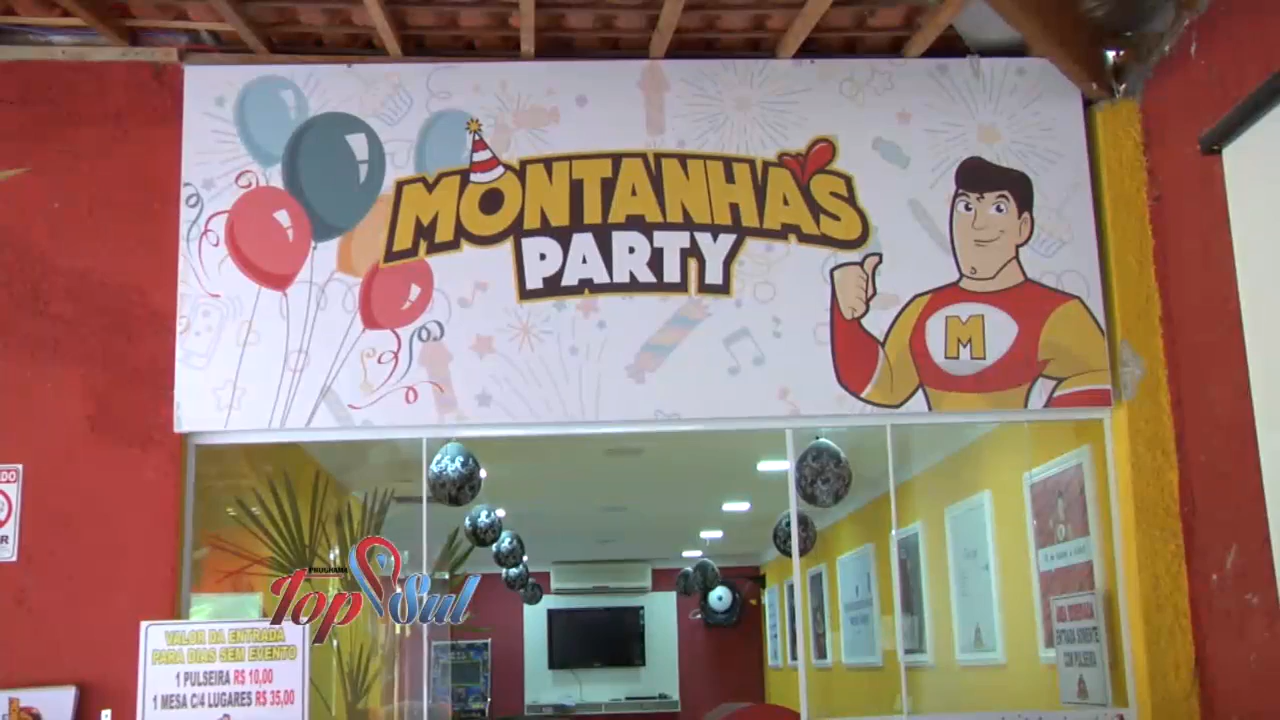 MONTANHA'S
PARTY
M
PROGRAMA
TOP Sul
VALOR DA ENTRADA
PARA DIAS SEM EVENTO
1 PULSEIRA R$ 10,00
1 MESA C/4 LUGARES R$ 35,00
ENTRADA SOMENTE
COM PULSEIRA